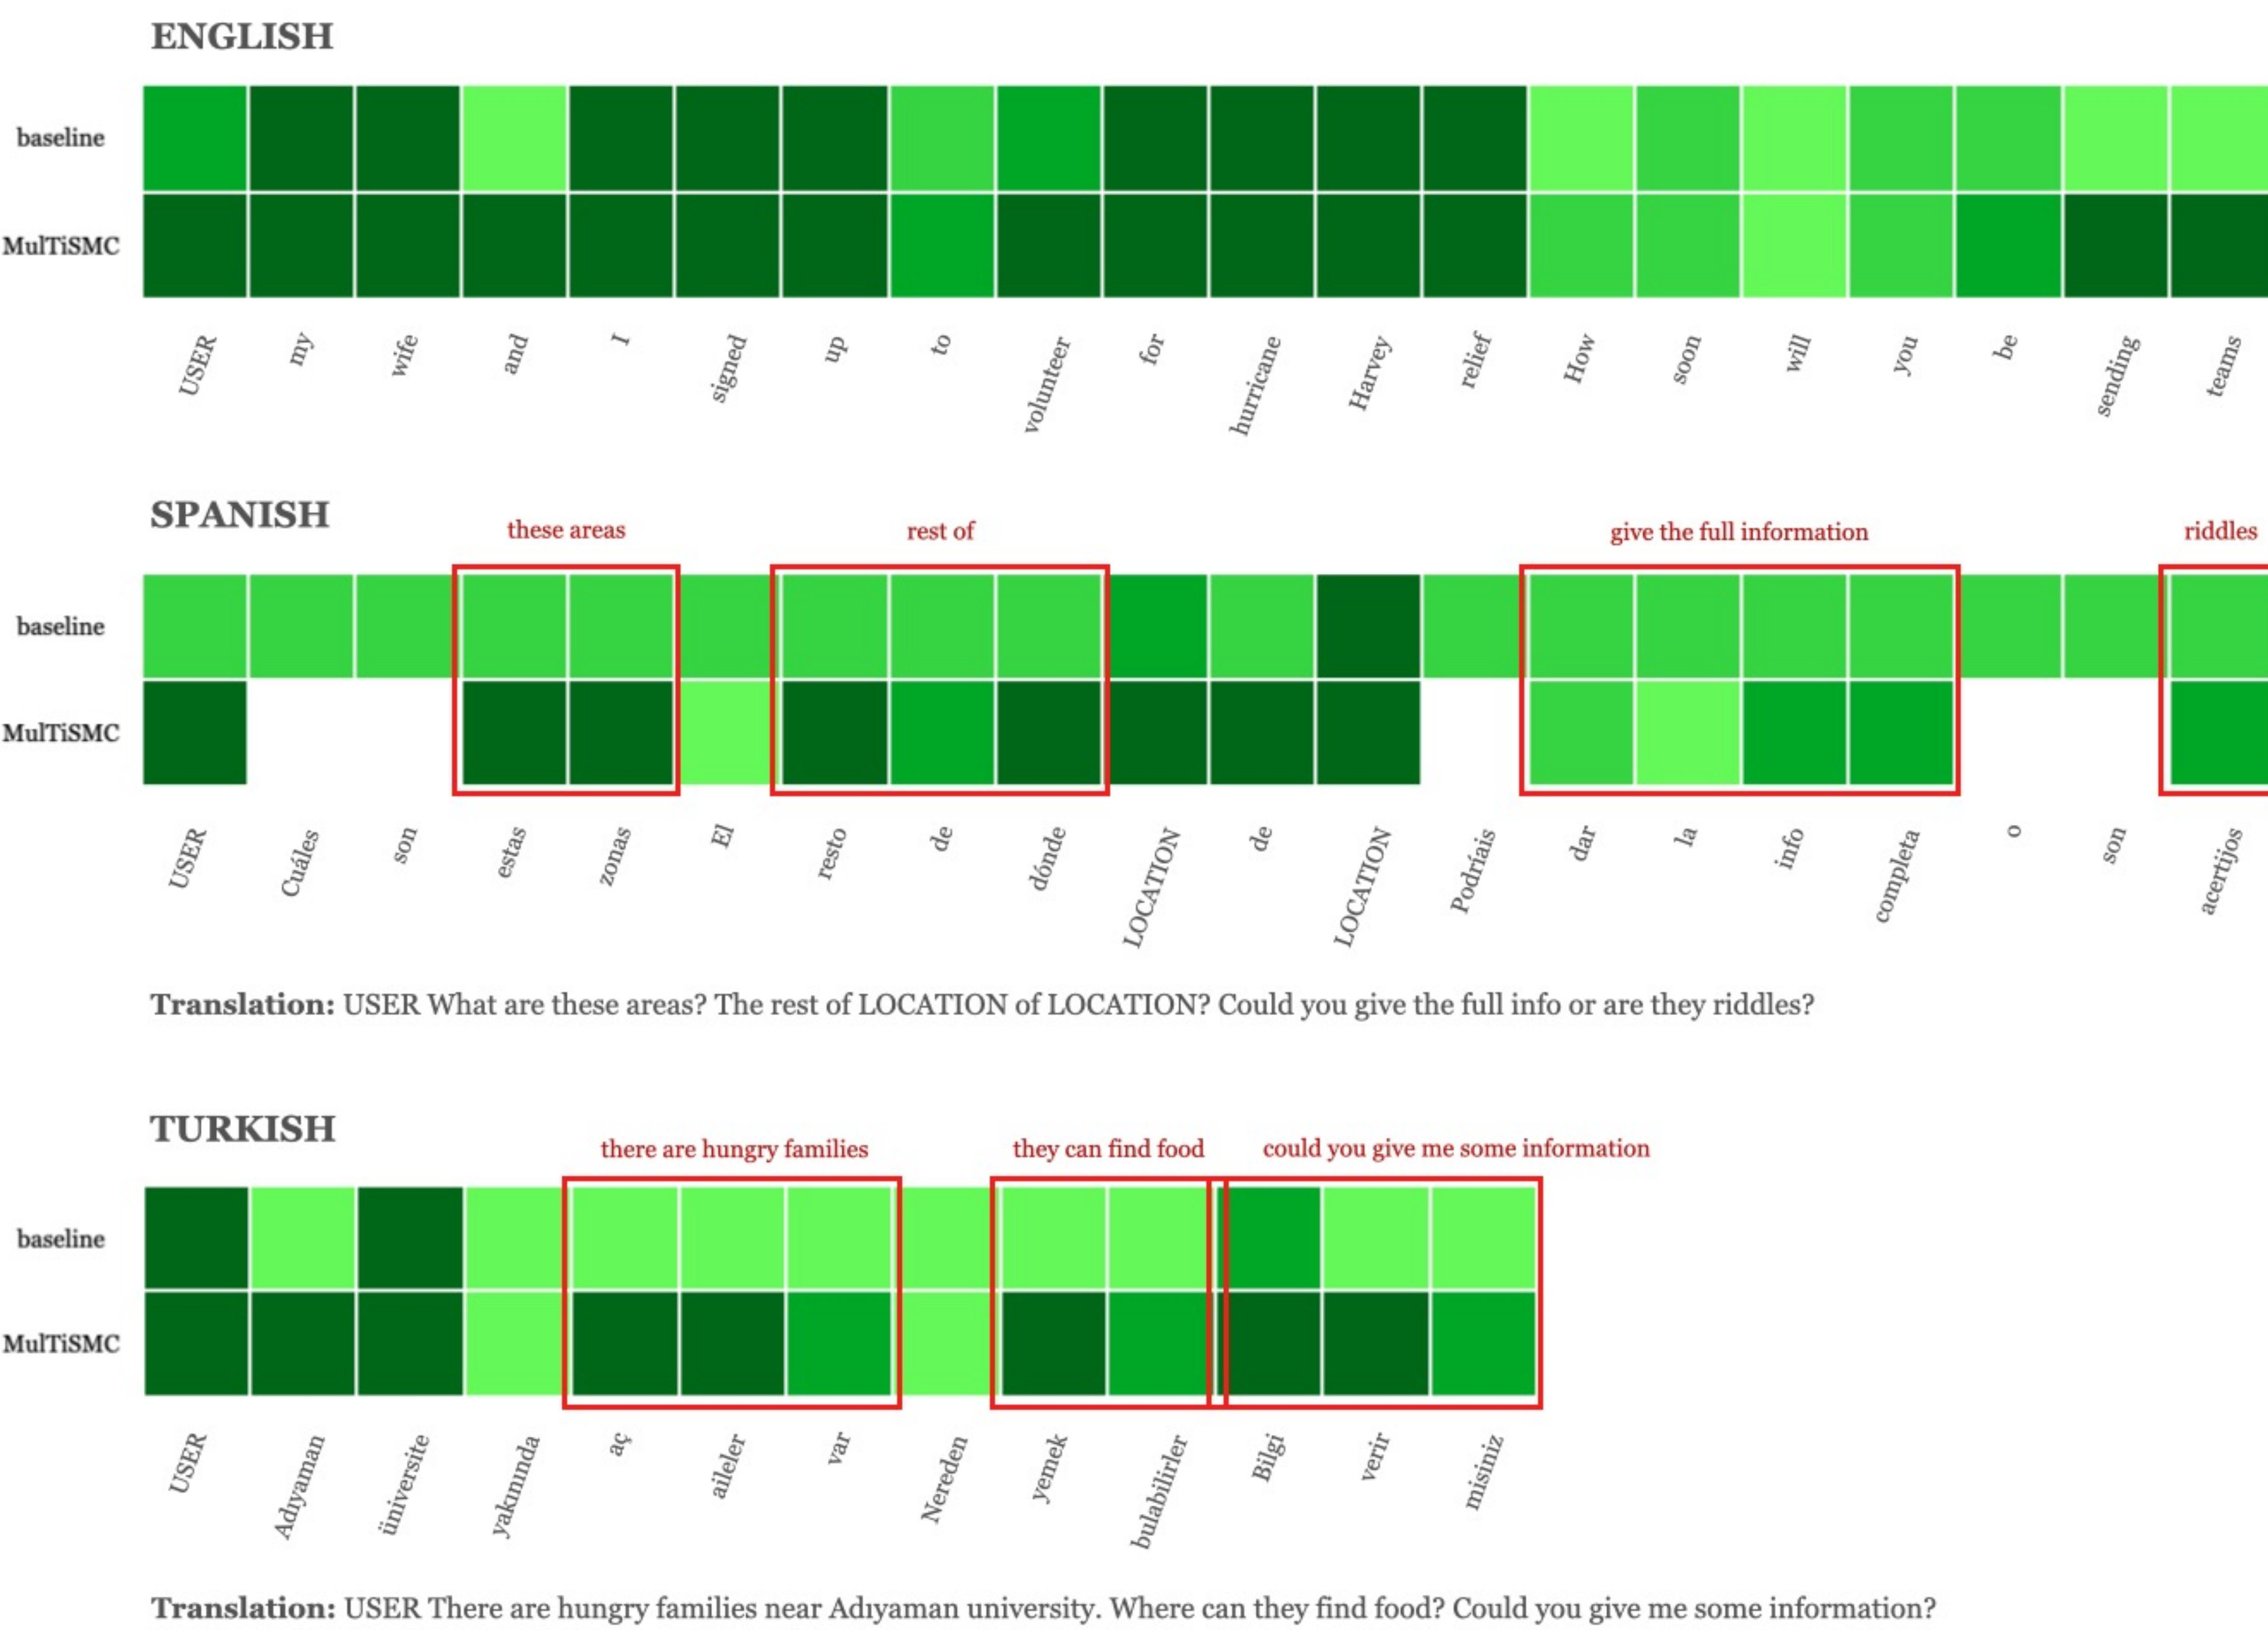 ENGLISH
baseline
MulTiSMC
USER my wife and I signed up to volunteer for hurricane Harvey relief How soon will you be sending teams
SPANISH
these areas rest of give the full information riddles
baseline
MulTiSMC
USER Cuáles son estas zonas El resto de dónde LOCATION de LOCATION Podríais dar la info completa o son acertijos
Translation: USER What are these areas? The rest of LOCATION of LOCATION? Could you give the full info or are they riddles?
TURKISH
there are hungry families they can find food could you give me some information
baseline
MulTiSMC
USER Adıyaman üniversite yakınında aç aileler var Nereden yemek bulabilirler Bilgi verir misiniz
Translation: USER There are hungry families near Adıyaman university. Where can they find food? Could you give me some information?